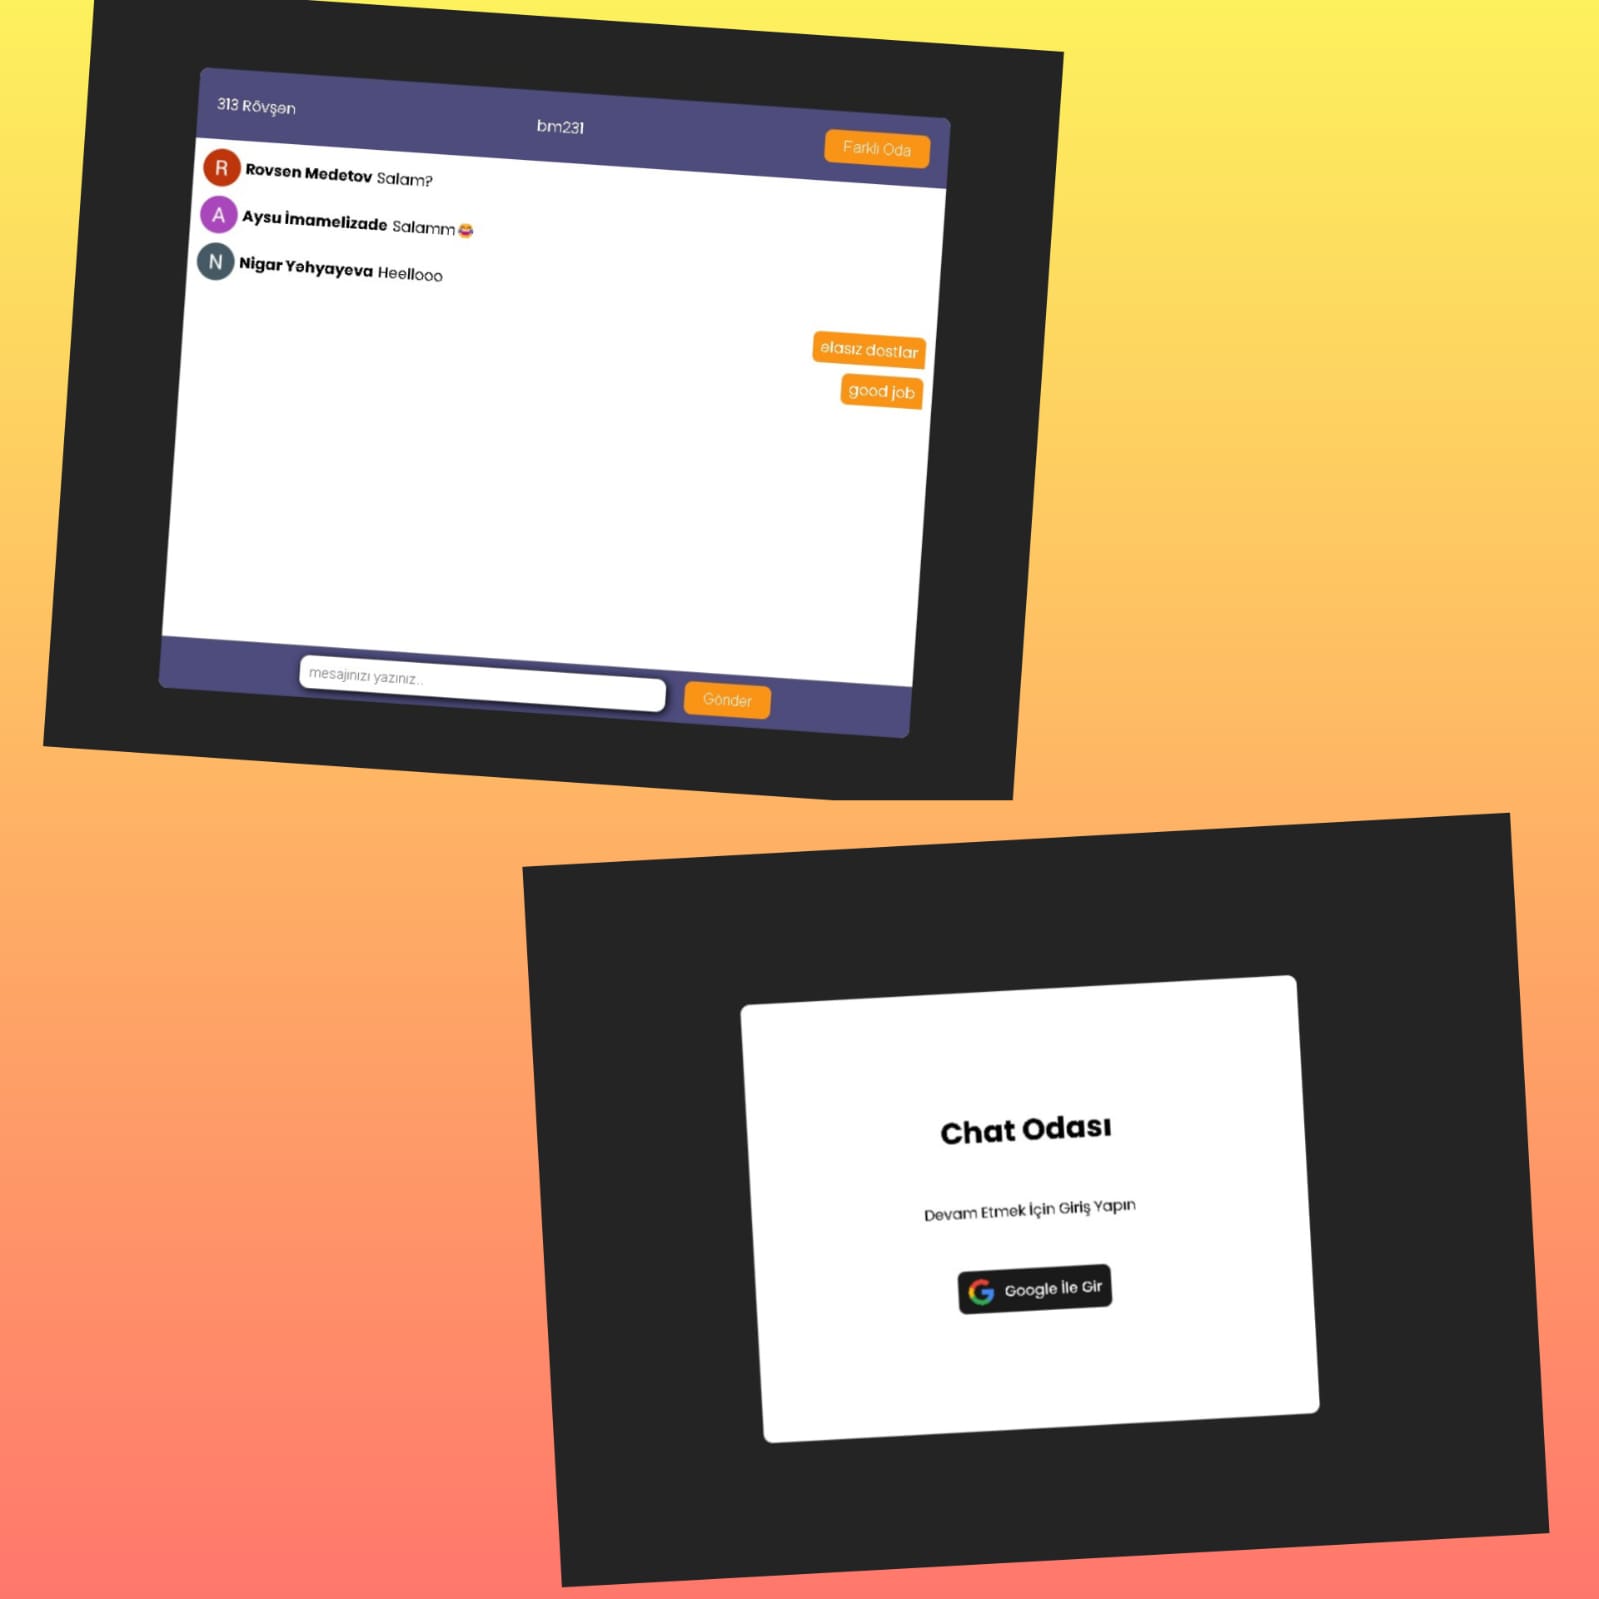 313 Rövşən
bm231
Farklı Oda
R Rovsen Medetov Salam?
A Aysu İmamelizade Salamm😂
N Nigar Yəhyayeva Heellooo
əlasız dostlar
good job
mesajınızı yazınız..
Gönder
Chat Odası
Devam Etmek İçin Giriş Yapın
Google İle Gir